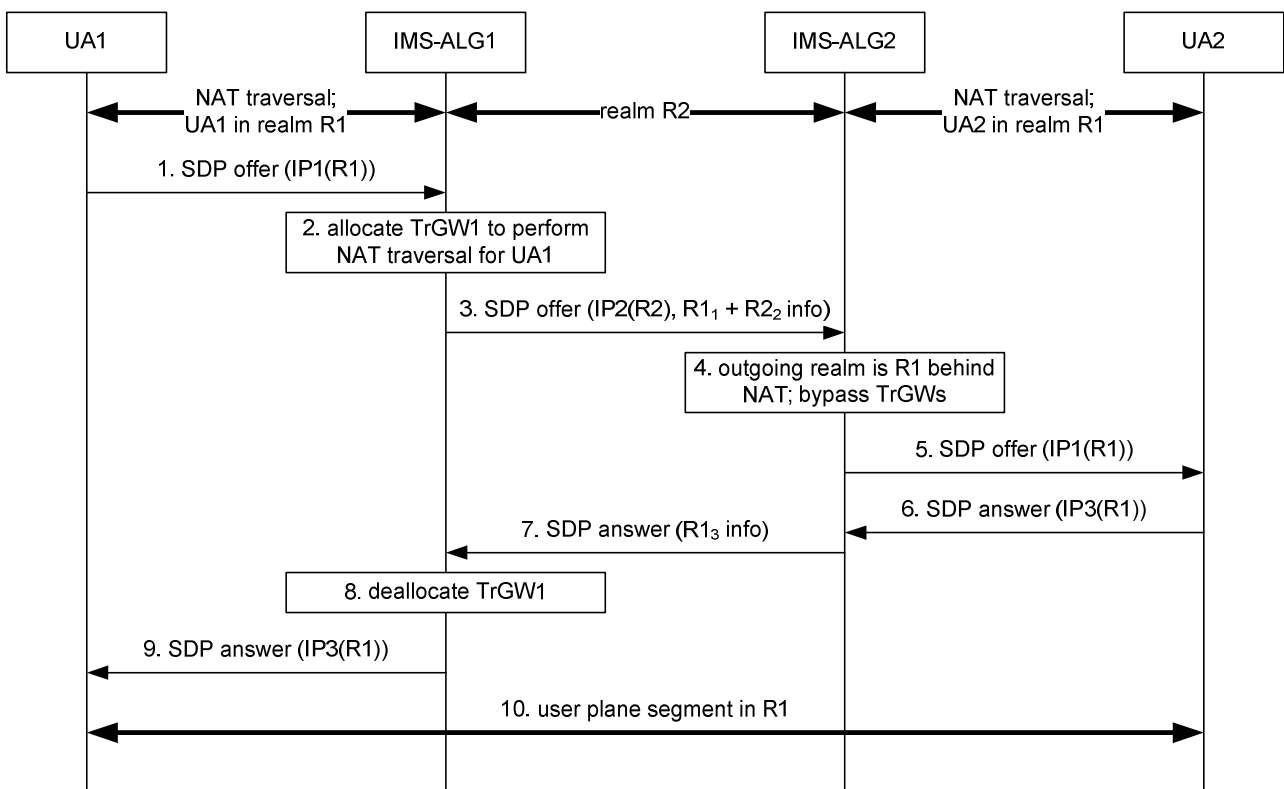 UA1
IMS-ALG1
IMS-ALG2
UA2
NAT traversal;
UA1 in realm R1
realm R2
NAT traversal;
UA2 in realm R1
1. SDP offer (IP1(R1))
2. allocate TrGW1 to perform
NAT traversal for UA1
3. SDP offer (IP2(R2), R1₁ + R2₂ info)
4. outgoing realm is R1 behind
NAT; bypass TrGWs
5. SDP offer (IP1(R1))
6. SDP answer (IP3(R1))
7. SDP answer (R1₃ info)
8. deallocate TrGW1
9. SDP answer (IP3(R1))
10. user plane segment in R1